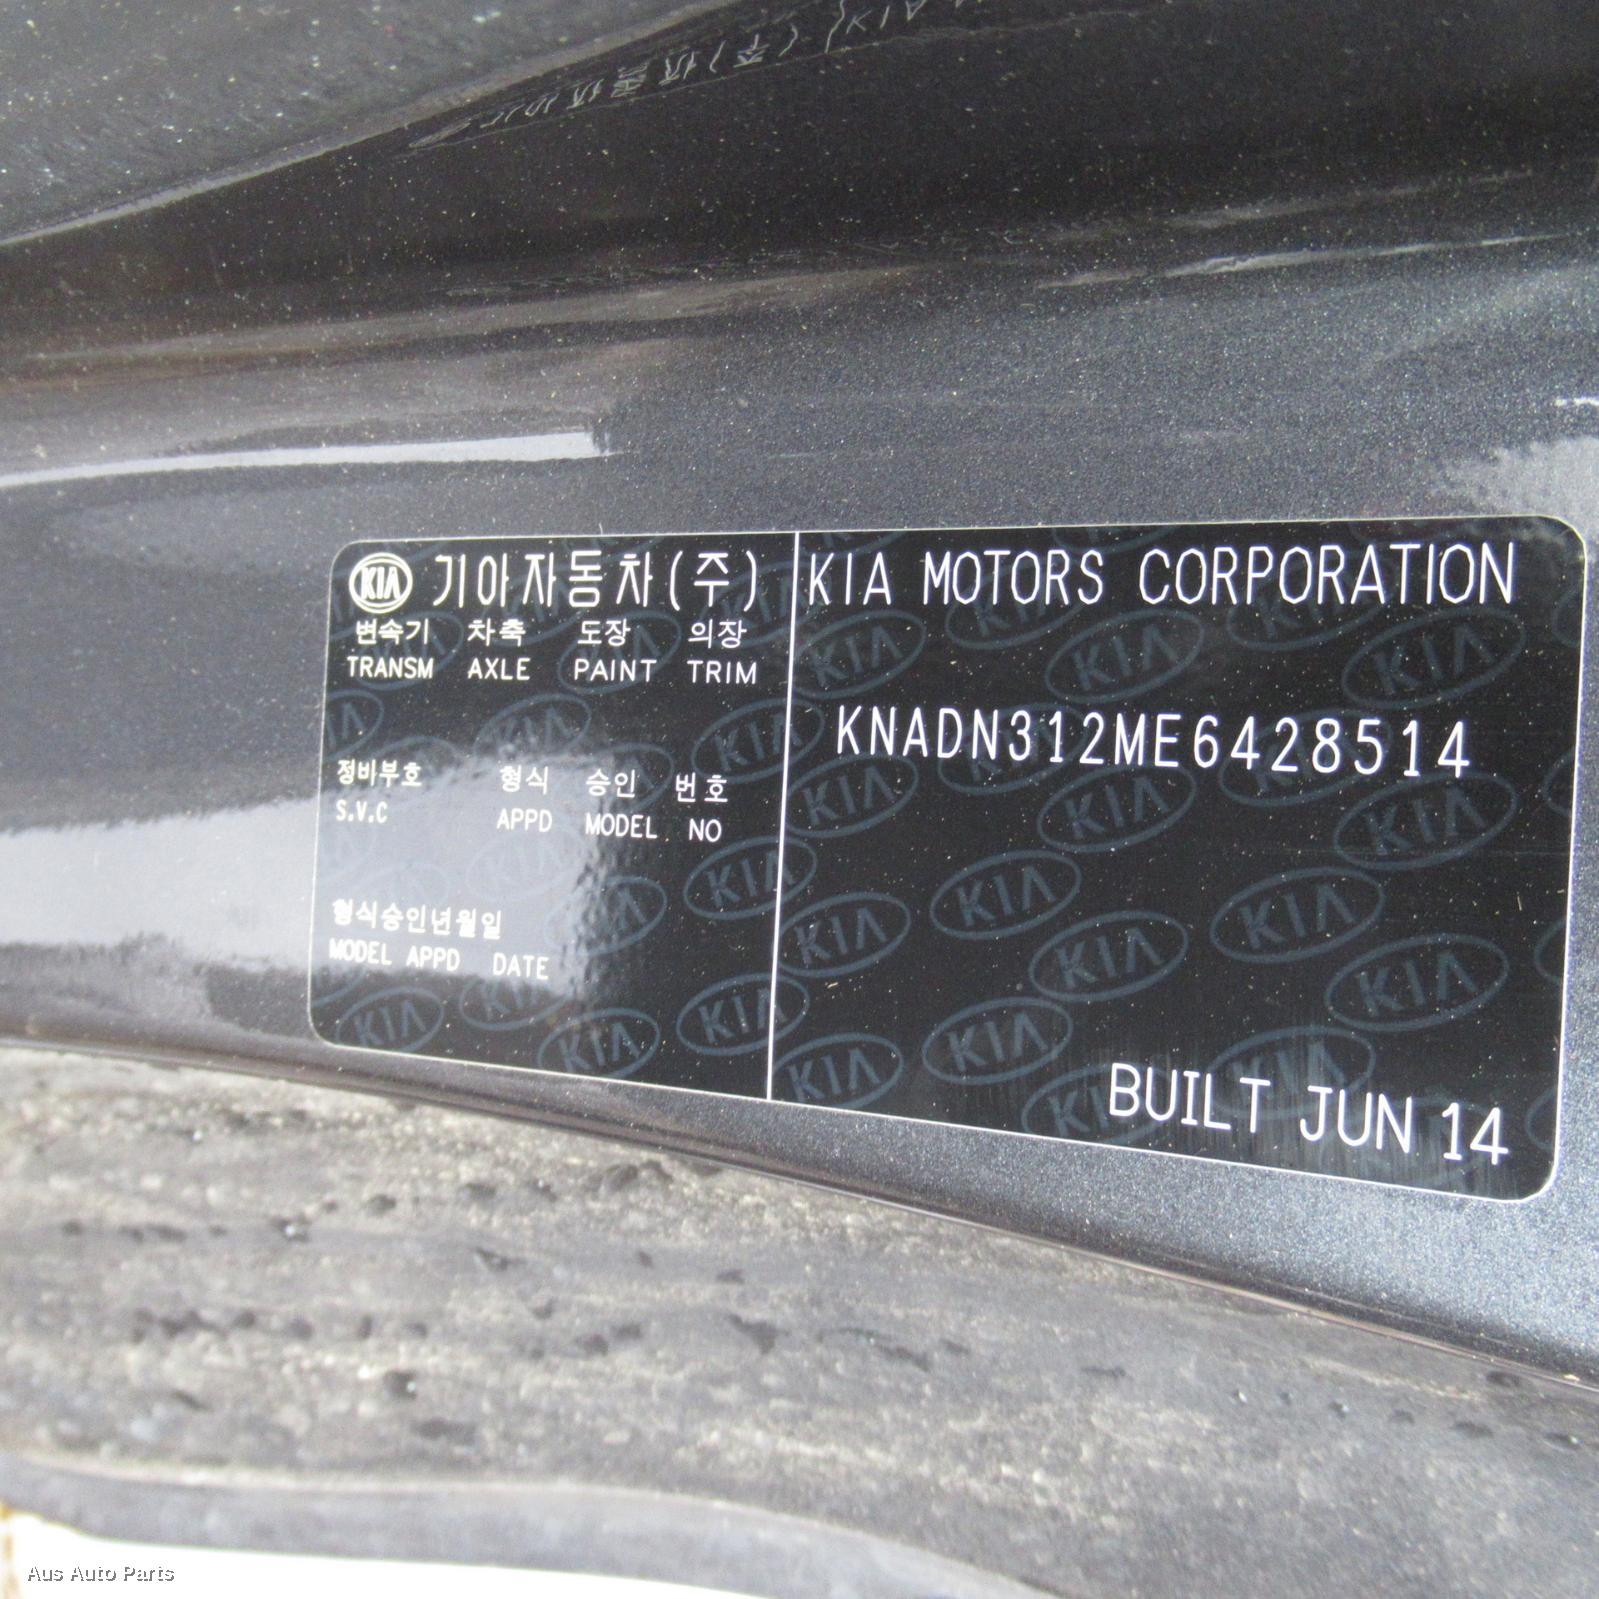 KIA 기아자동차(주) KIA MOTORS CORPORATION
변속기 차축 도장 의장
TRANSM AXLE PAINT TRIM
KNADN312ME6428514
정비부호 형식 승인 번호
S.V.C APPD MODEL NO
형식승인년월일
MODEL APPD DATE
BUILT JUN 14
Aus Auto Parts